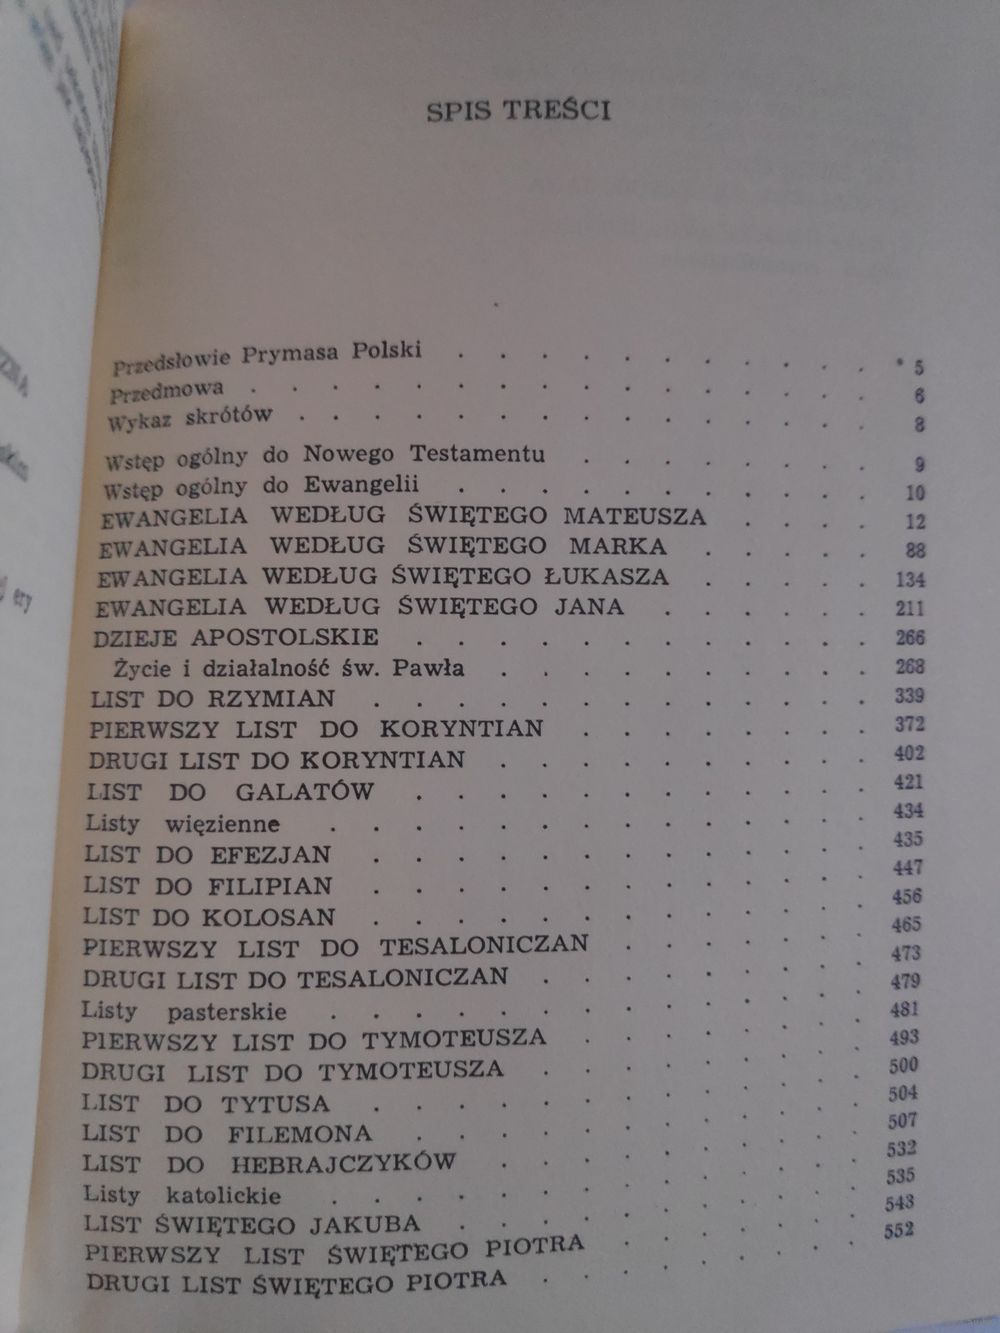 SPIS TREŚCI
Przedsłowie Prymasa Polski . . . . . . . . . . 5
Przedmowa . . . . . . . . . . . . . . . 6
Wykaz skrótów . . . . . . . . . . . . . . 8
Wstęp ogólny do Nowego Testamentu . . . . . . . 9
Wstęp ogólny do Ewangelii . . . . . . . . . . 10
EWANGELIA WEDŁUG ŚWIĘTEGO MATEUSZA . . . . 12
EWANGELIA WEDŁUG ŚWIĘTEGO MARKA . . . . . 88
EWANGELIA WEDŁUG ŚWIĘTEGO ŁUKASZA . . . . . 134
EWANGELIA WEDŁUG ŚWIĘTEGO JANA . . . . . . 211
DZIEJE APOSTOLSKIE . . . . . . . . . . . 266
Życie i działalność św. Pawła . . . . . . . . . 268
LIST DO RZYMIAN . . . . . . . . . . . . 339
PIERWSZY LIST DO KORYNTIAN . . . . . . . 372
DRUGI LIST DO KORYNTIAN . . . . . . . . . 402
LIST DO GALATÓW . . . . . . . . . . . 421
Listy więzienne . . . . . . . . . . . . . 434
LIST DO EFEZJAN . . . . . . . . . . . . 435
LIST DO FILIPIAN . . . . . . . . . . . . 447
LIST DO KOLOSAN . . . . . . . . . . . . 456
PIERWSZY LIST DO TESALONICZAN . . . . . . 465
DRUGI LIST DO TESALONICZAN . . . . . . . . 473
Listy pasterskie . . . . . . . . . . . . . 479
PIERWSZY LIST DO TYMOTEUSZA . . . . . . . 481
DRUGI LIST DO TYMOTEUSZA . . . . . . . . 493
LIST DO TYTUSA . . . . . . . . . . . . 500
LIST DO FILEMONA . . . . . . . . . . . 504
LIST DO HEBRAJCZYKÓW . . . . . . . . . 507
Listy katolickie . . . . . . . . . . . . . 532
LIST ŚWIĘTEGO JAKUBA . . . . . . . . . . 535
PIERWSZY LIST ŚWIĘTEGO PIOTRA . . . . . . 543
DRUGI LIST ŚWIĘTEGO PIOTRA . . . . . . . . 552